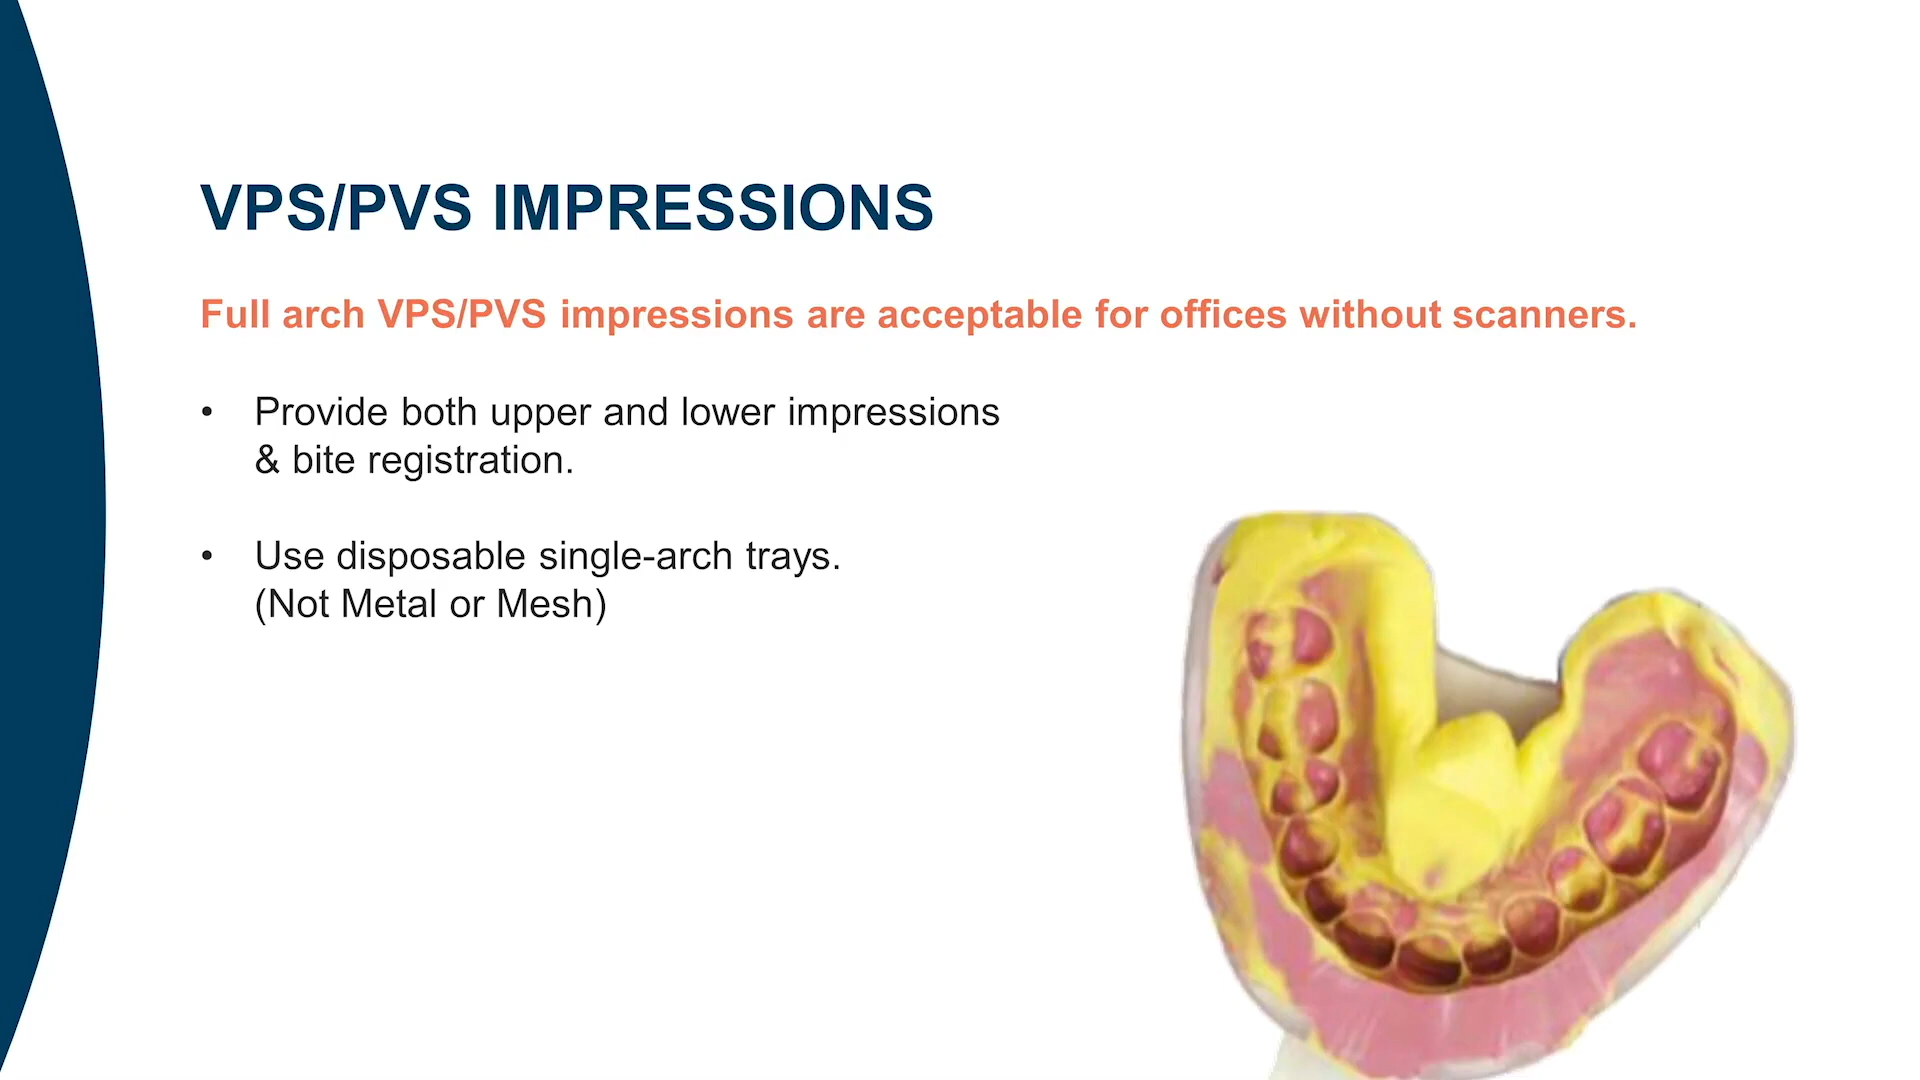 VPS/PVS IMPRESSIONS
Full arch VPS/PVS impressions are acceptable for offices without scanners.
• Provide both upper and lower impressions
& bite registration.
• Use disposable single-arch trays.
(Not Metal or Mesh)